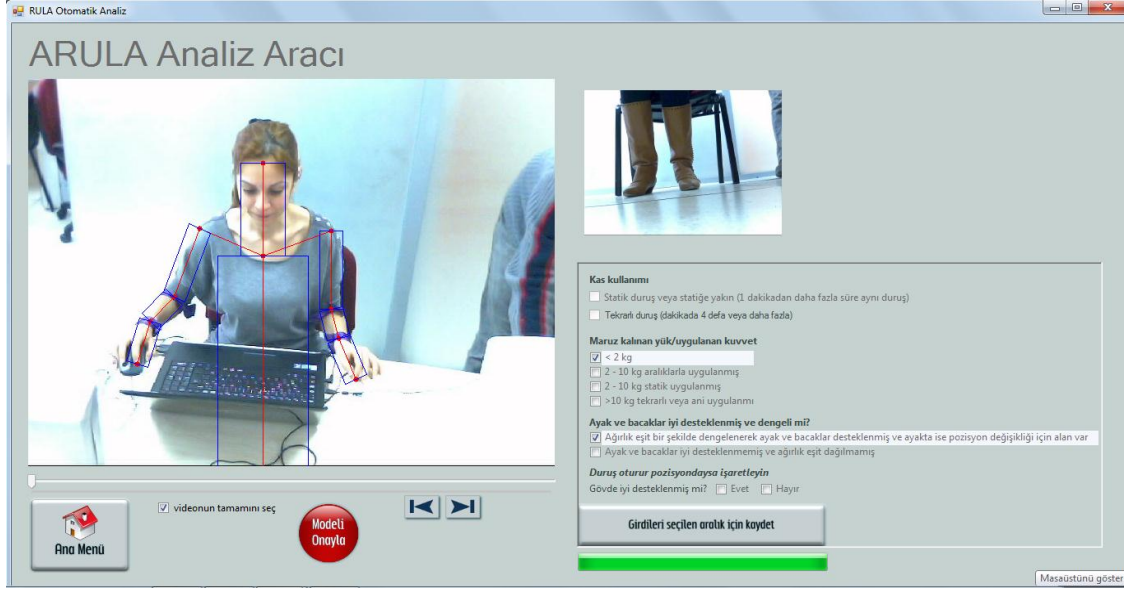 RULA Otomatik Analiz
ARULA Analiz Aracı
Kas kullanımı
Statik duruş veya statiğe yakın (1 dakikadan daha fazla süre aynı duruş)
Tekrarlı duruş (dakikada 4 defa veya daha fazla)
Maruz kalınan yük/uygulanan kuvvet
< 2 kg
2 - 10 kg aralıklarla uygulanmış
2 - 10 kg statik uygulanmış
>10 kg tekrarlı veya ani uygulanmı
Ayak ve bacaklar iyi desteklenmiş ve dengeli mi?
Ağırlık eşit bir şekilde dengelenerek ayak ve bacaklar desteklenmiş ve ayakta ise pozisyon değişikliği için alan var
Ayak ve bacaklar iyi desteklenmemiş ve ağırlık eşit dağılmamış
Duruş oturur pozisyondaysa işaretleyin
Gövde iyi desteklenmiş mi? Evet Hayır
Girdileri seçilen aralık için kaydet
videonun tamamını seç
Modeli
Onayla
Ana Menü
Masaüstünü göster